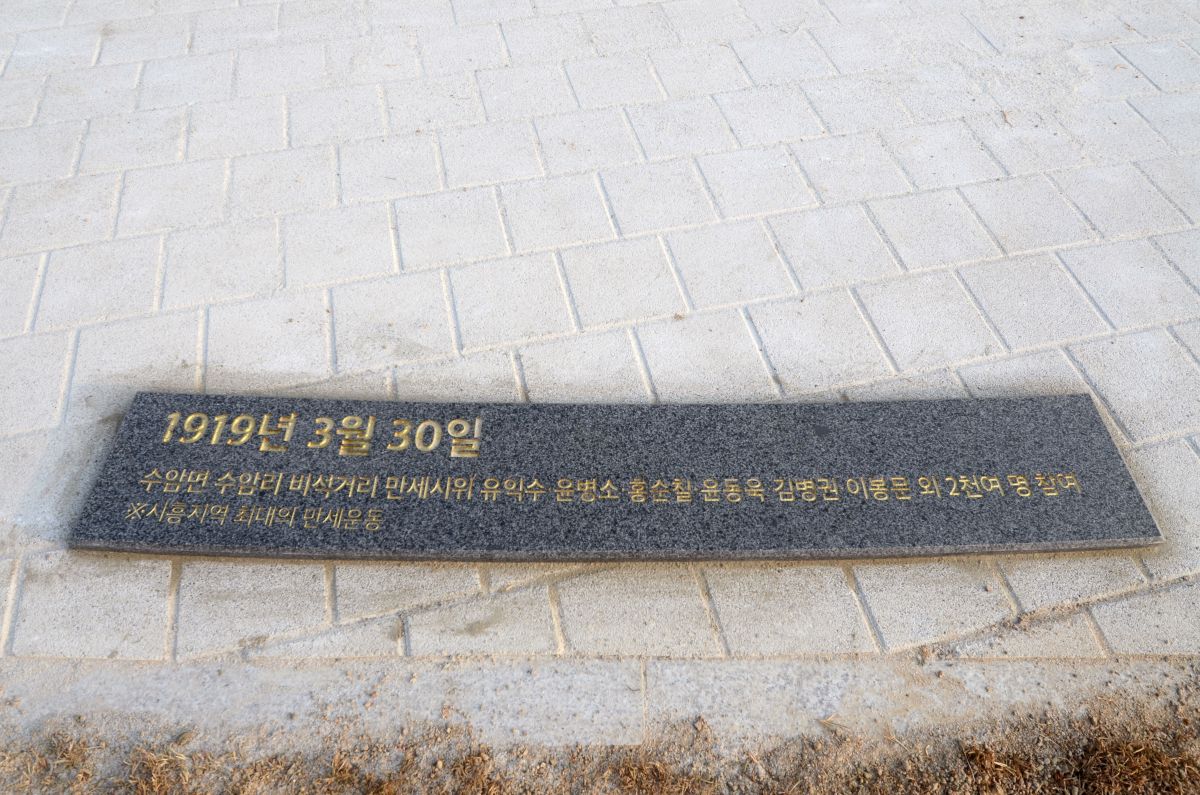 1919년 3월 30일
수암면 수암리 비석거리 만세시위 유익수 윤병소 홍순칠 윤동욱 김병권 이봉문 외 2천여 명 참여
※시흥지역 최대의 만세운동